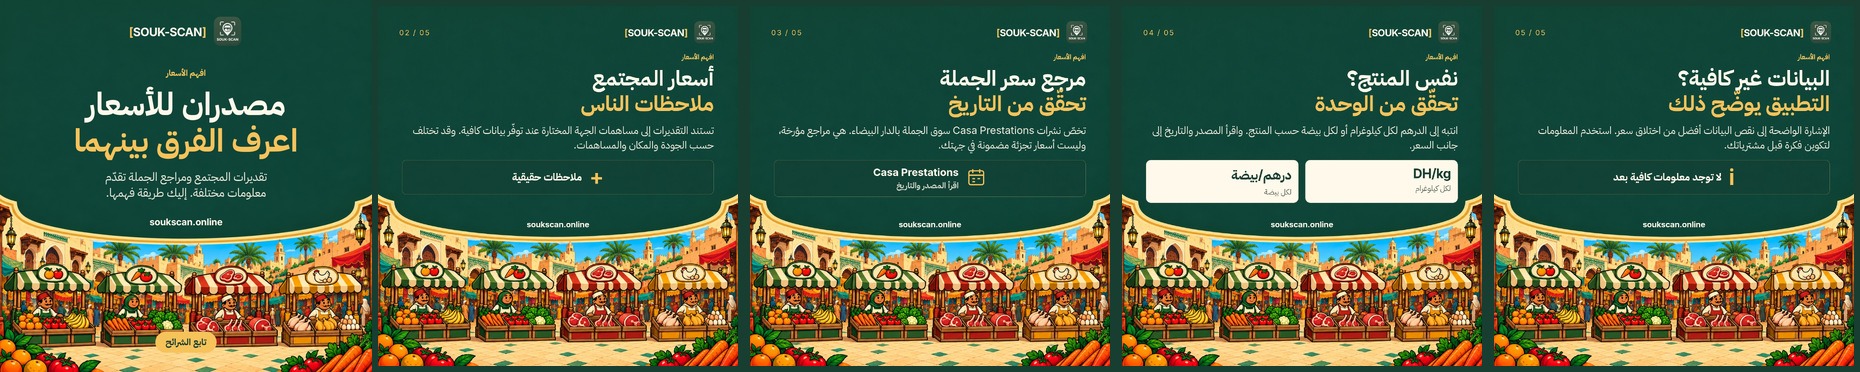 [SOUK-SCAN]
افهم الأسعار
مصدران للأسعار
اعرف الفرق بينهما
تقديرات المجتمع ومراجع الجملة تقدّم
معلومات مختلفة. إليك طريقة فهمها.
soukscan.online
تابع الشرائح
02 / 05
[SOUK-SCAN]
افهم الأسعار
أسعار المجتمع
ملاحظات الناس
تستند التقديرات إلى مساهمات الجهة المختارة عند توفّر بيانات كافية. وقد تختلف
حسب الجودة والمكان والمساهمات.
ملاحظات حقيقية
soukscan.online
03 / 05
[SOUK-SCAN]
افهم الأسعار
مرجع سعر الجملة
تحقّق من التاريخ
تخصّ نشرات Casa Prestations سوق الجملة بالدار البيضاء. هي مراجع مؤرخة،
وليست أسعار تجزئة مضمونة في جهتك.
Casa Prestations
اقرأ المصدر والتاريخ
soukscan.online
04 / 05
[SOUK-SCAN]
افهم الأسعار
نفس المنتج؟
تحقّق من الوحدة
انتبه إلى الدرهم لكل كيلوغرام أو لكل بيضة حسب المنتج. واقرأ المصدر والتاريخ إلى
جانب السعر.
DH/kg
لكل كيلوغرام
درهم/بيضة
لكل بيضة
soukscan.online
05 / 05
[SOUK-SCAN]
افهم الأسعار
البيانات غير كافية؟
التطبيق يوضّح ذلك
الإشارة الواضحة إلى نقص البيانات أفضل من اختلاق سعر. استخدم المعلومات
لتكوين فكرة قبل مشترياتك.
لا توجد معلومات كافية بعد
soukscan.online